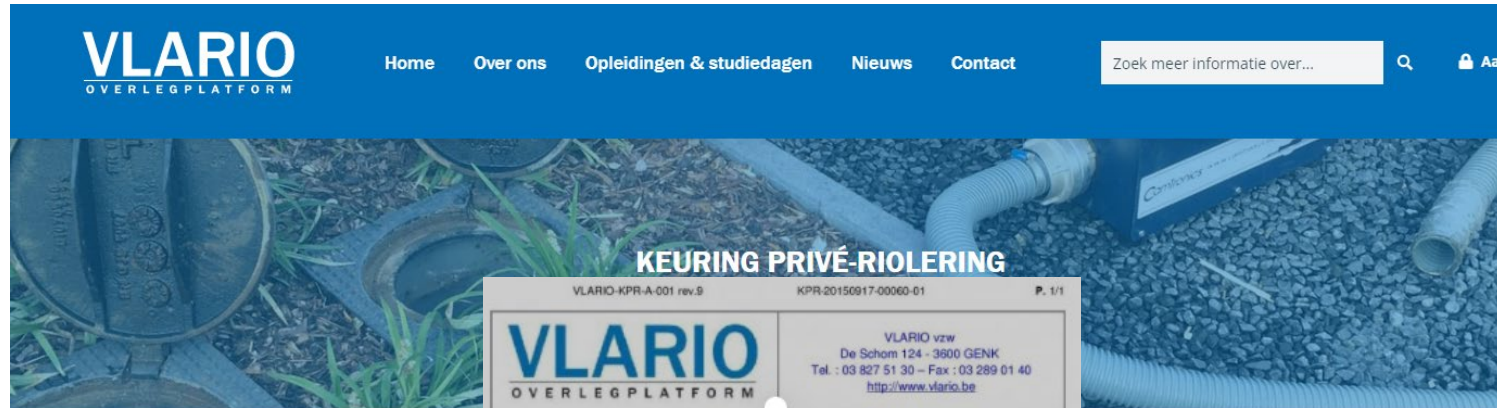 VLARIO
OVERLEGPLATFORM
Home Over ons Opleidingen & studiedagen Nieuws Contact
Zoek meer informatie over...
KEURING PRIVÉ-RIOLERING
VLARIO-KPR-A-001 rev.9 KPR-20150917-00060-01 P. 1/1
VLARIO
OVERLEGPLATFORM
VLARIO vzw
De Schom 124 - 3600 GENK
Tel. : 03 827 51 30 – Fax : 03 289 01 40
http://www.vlario.be